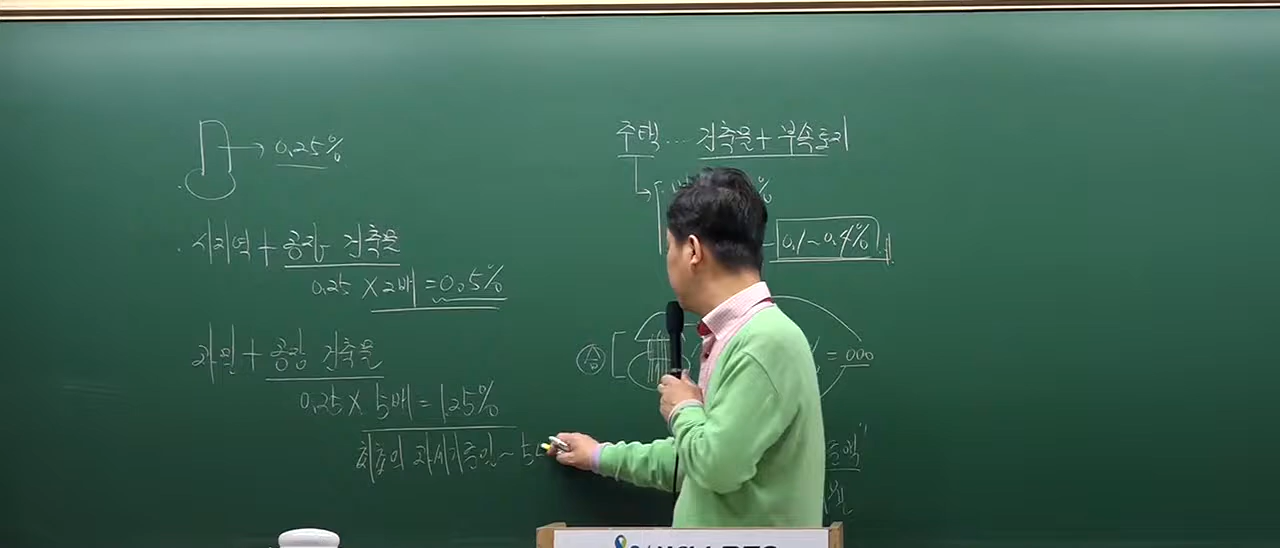 0.25%
. 시지역 + 공장 건축물
0.25 × 2배 = 0.5%
과밀 + 공장 건축물
0.25 × 5배 = 1.25%
최초의 과세기준일 ~ 5
주택 ... 건축물 + 부속토지
%
0.1 ~ 0.4%
A
= 000